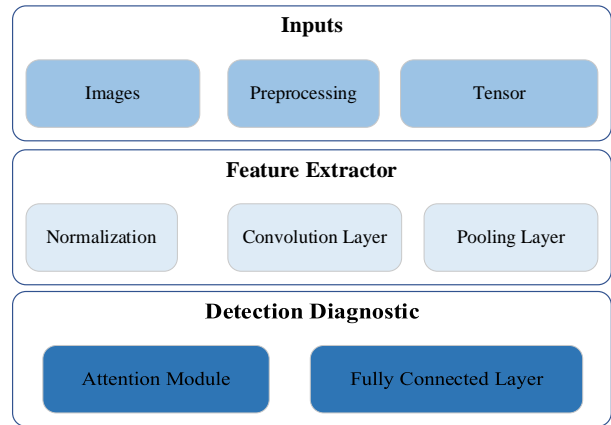 Inputs
Images
Preprocessing
Tensor
Feature Extractor
Normalization
Convolution Layer
Pooling Layer
Detection Diagnostic
Attention Module
Fully Connected Layer